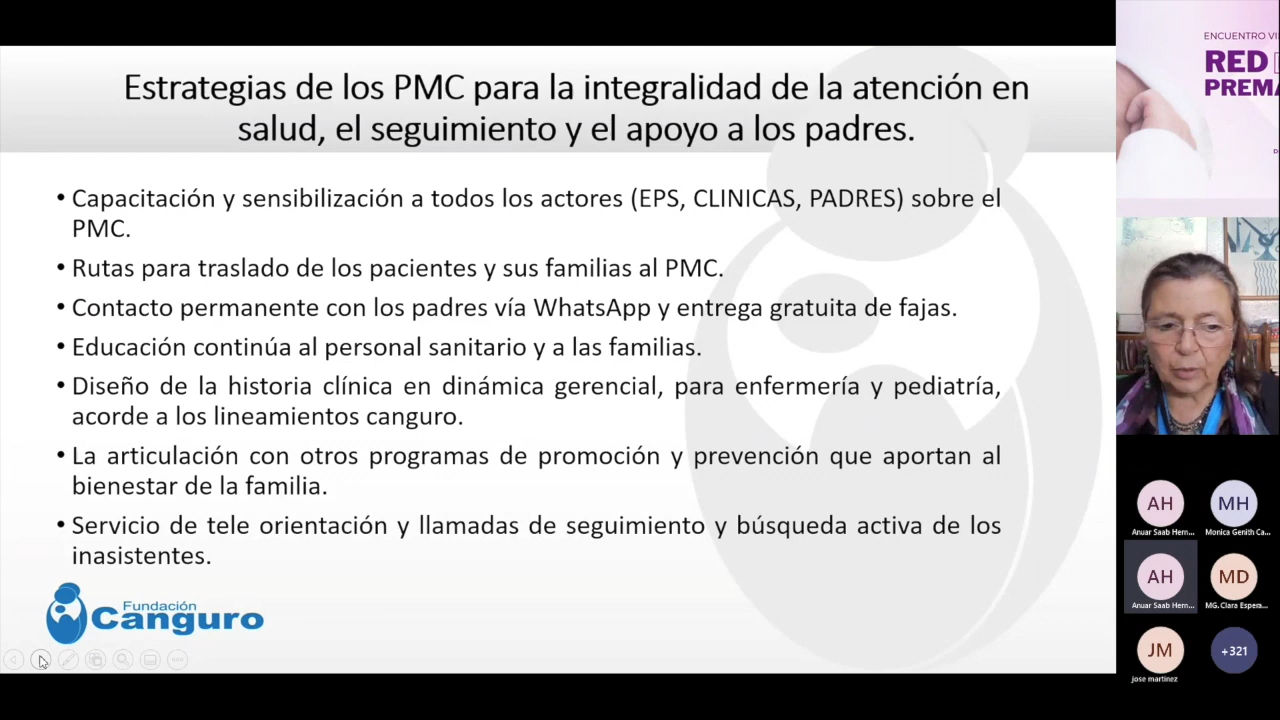 Estrategias de los PMC para la integralidad de la atención en
salud, el seguimiento y el apoyo a los padres.
• Capacitación y sensibilización a todos los actores (EPS, CLINICAS, PADRES) sobre el
PMC.
• Rutas para traslado de los pacientes y sus familias al PMC.
• Contacto permanente con los padres vía WhatsApp y entrega gratuita de fajas.
• Educación continúa al personal sanitario y a las familias.
• Diseño de la historia clínica en dinámica gerencial, para enfermería y pediatría,
acorde a los lineamientos canguro.
• La articulación con otros programas de promoción y prevención que aportan al
bienestar de la familia.
• Servicio de tele orientación y llamadas de seguimiento y búsqueda activa de los
inasistentes.
Fundación
Canguro
ENCUENTRO VI
RED
PREMA
AH
Anuar Saab Hern...
MH
Monica Genith Ca...
AH
Anuar Saab Hern...
MD
MG. Clara Espera...
JM
jose martinez
+321